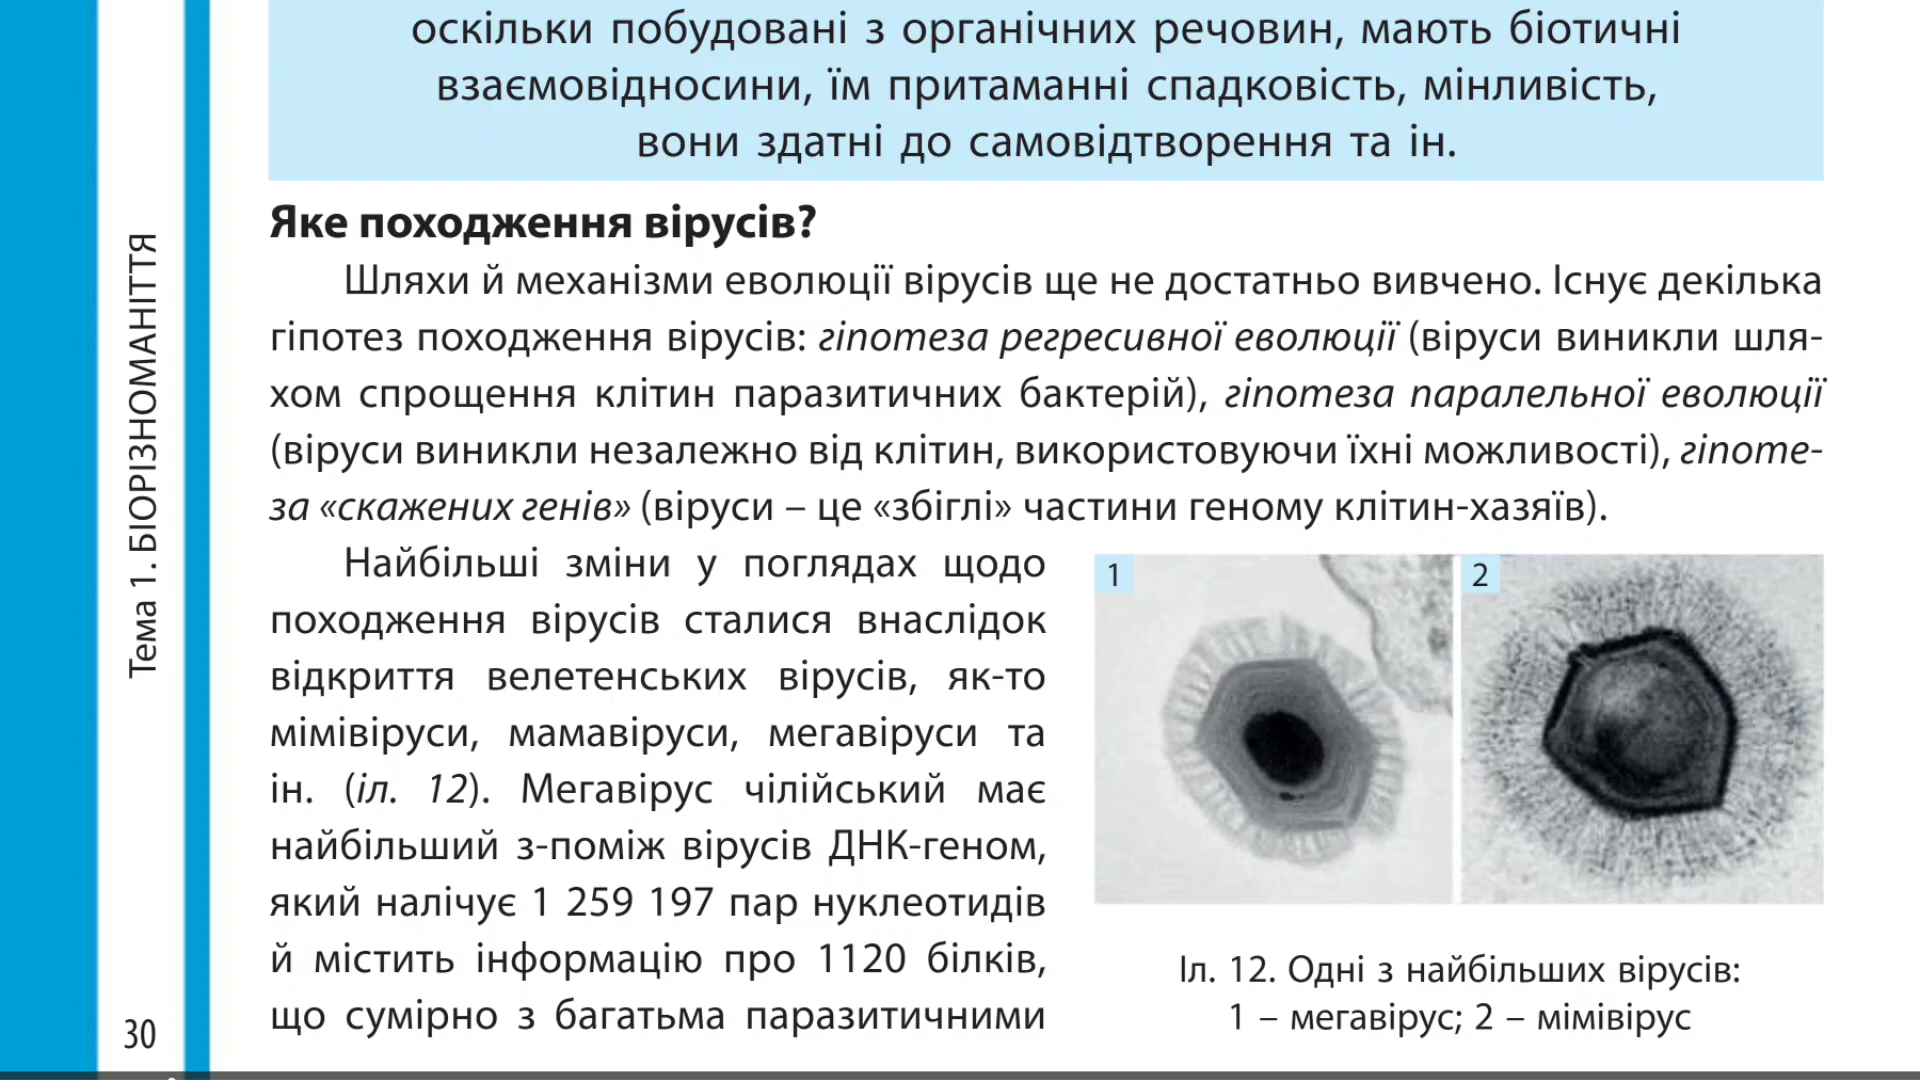 оскільки побудовані з органічних речовин, мають біотичні
взаємовідносини, їм притаманні спадковість, мінливість,
вони здатні до самовідтворення та ін.
Яке походження вірусів?
Шляхи й механізми еволюції вірусів ще не достатньо вивчено. Існує декілька
гіпотез походження вірусів: гіпотеза регресивної еволюції (віруси виникли шля-
хом спрощення клітин паразитичних бактерій), гіпотеза паралельної еволюції
(віруси виникли незалежно від клітин, використовуючи їхні можливості), гіпоте-
за «скажених генів» (віруси – це «збіглі» частини геному клітин-хазяїв).
Найбільші зміни у поглядах щодо
походження вірусів сталися внаслідок
відкриття велетенських вірусів, як-то
мімівіруси, мамавіруси, мегавіруси та
ін. (іл. 12). Мегавірус чілійський має
найбільший з-поміж вірусів ДНК-геном,
який налічує 1 259 197 пар нуклеотидів
й містить інформацію про 1120 білків,
що сумірно з багатьма паразитичними
1
2
Іл. 12. Одні з найбільших вірусів:
1 – мегавірус; 2 – мімівірус
Тема 1. БІОРІЗНОМАНІТТЯ
30